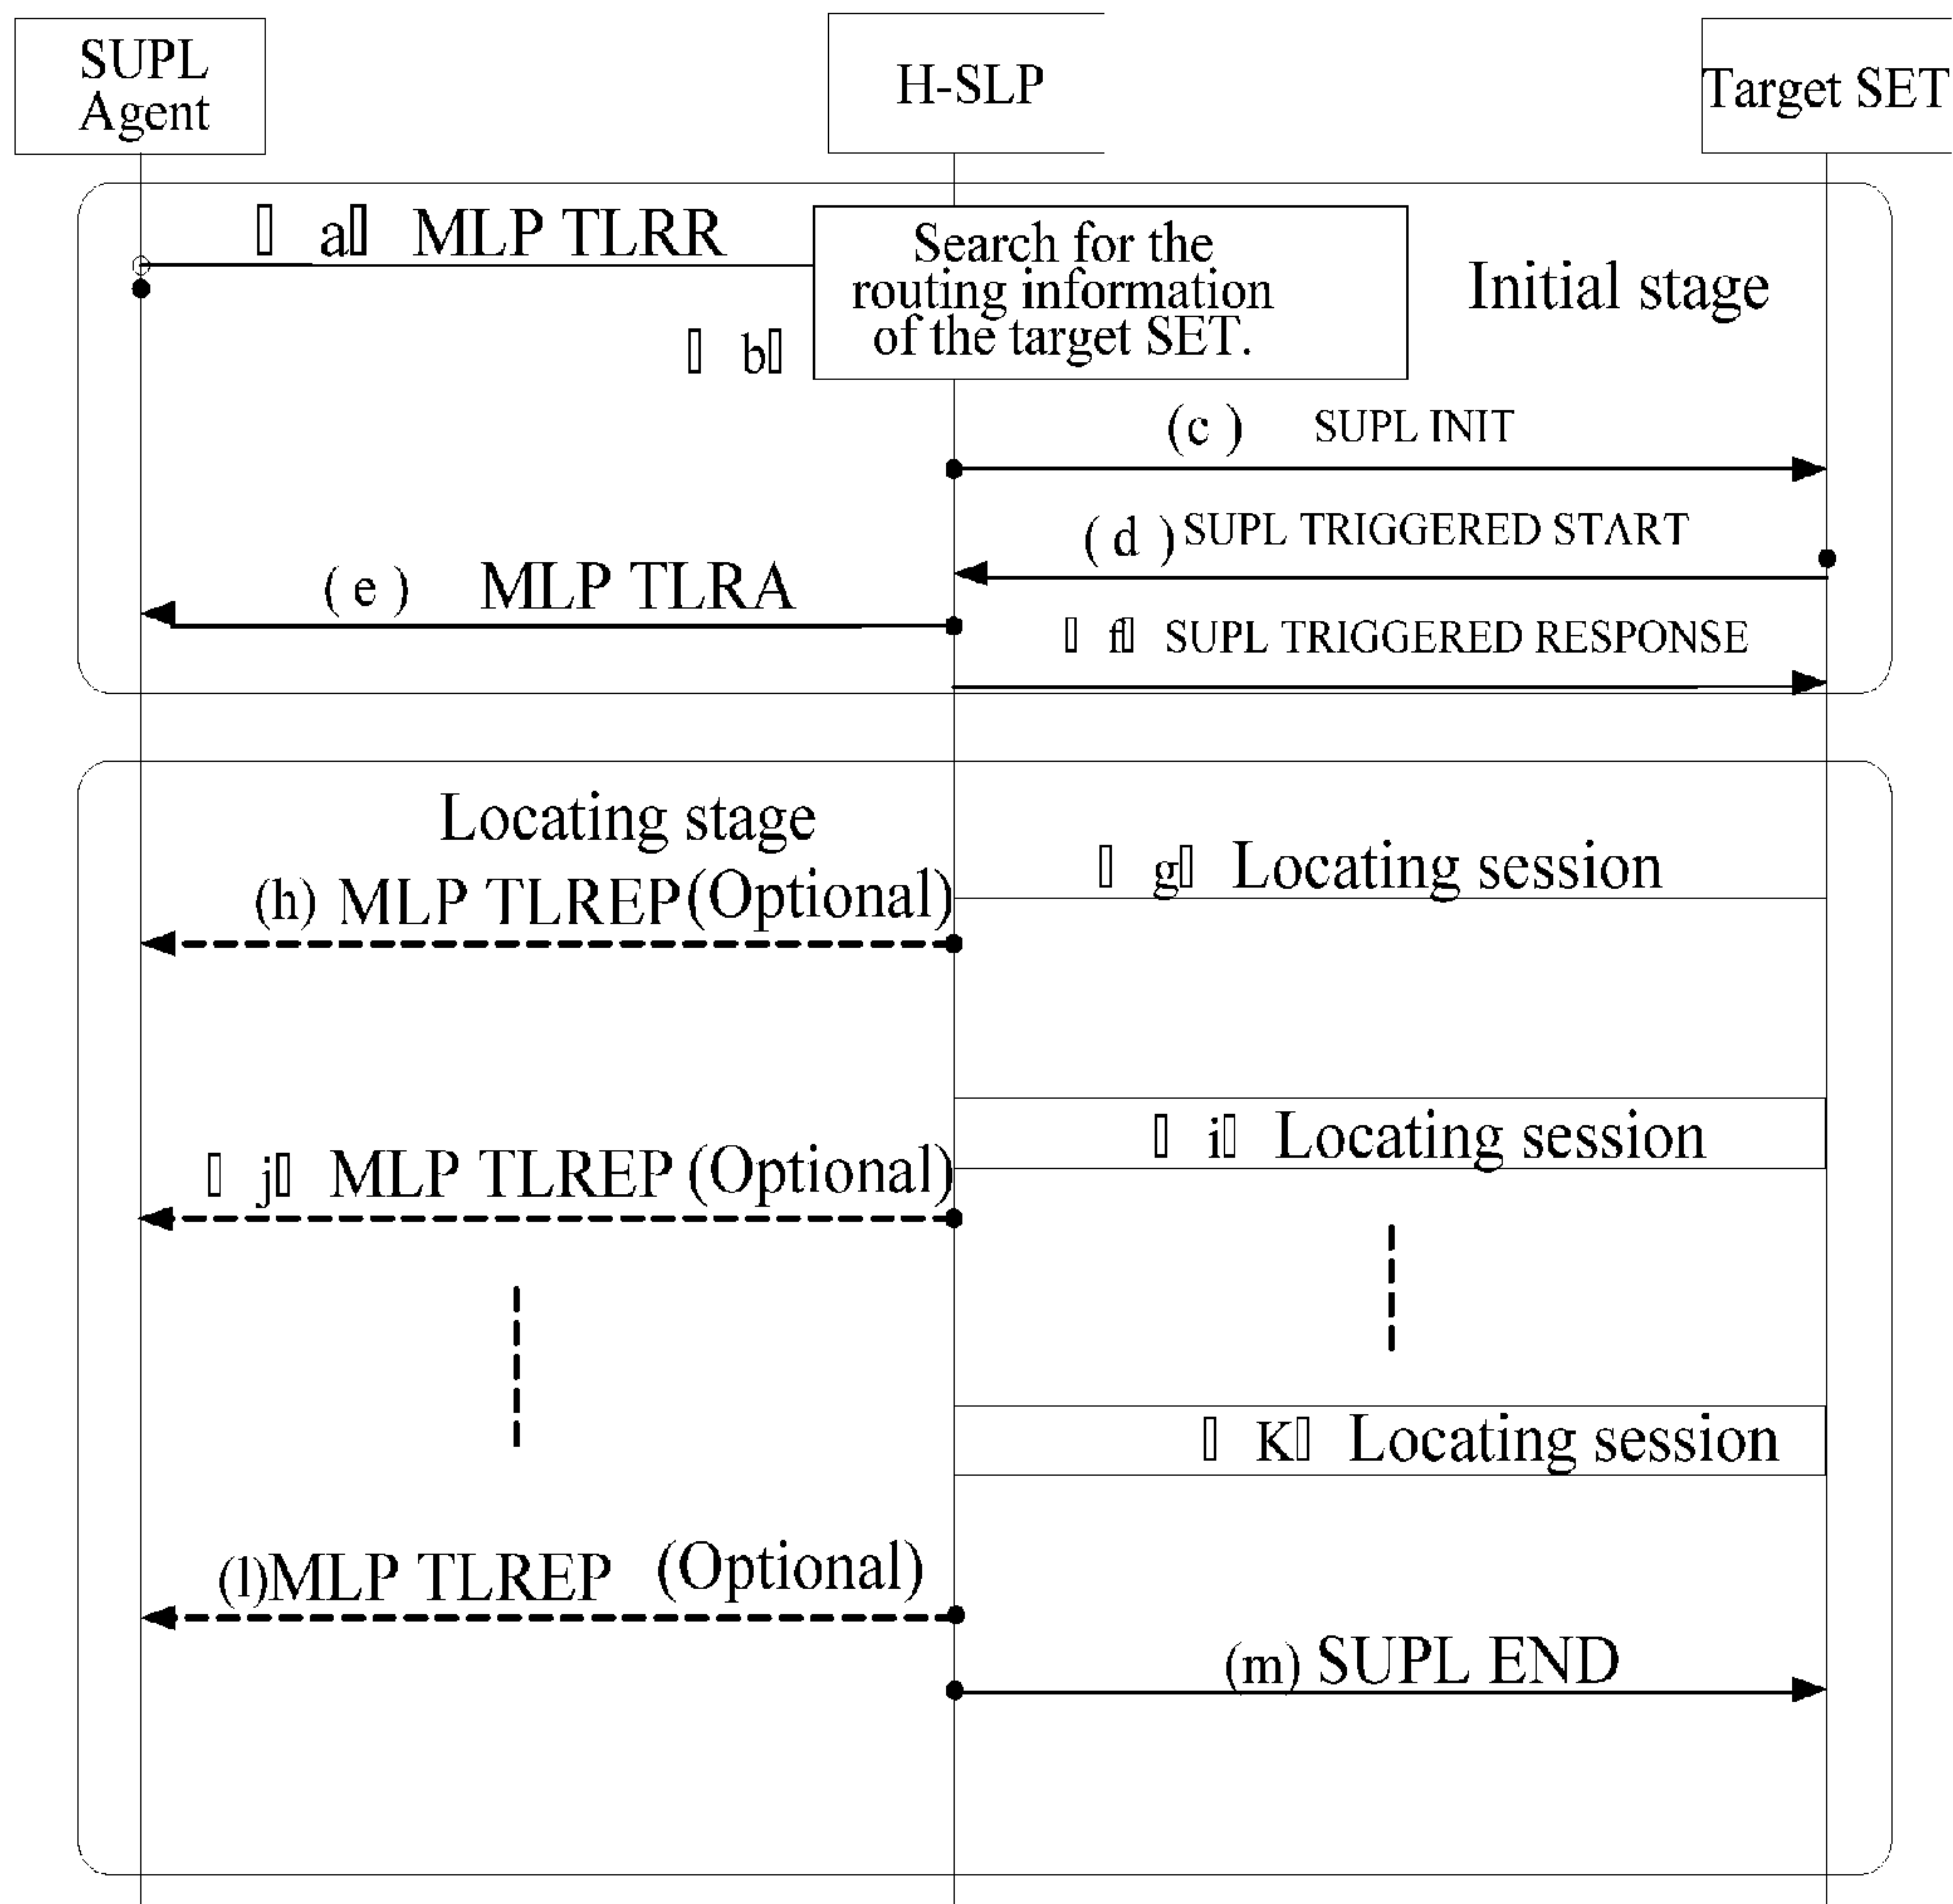 SUPL
Agent
H-SLP
Target SET
▯ a▯ MLP TLRR
Search for the
routing information
of the target SET.
Initial stage
▯ b▯
(c ) SUPL INIT
( d ) SUPL TRIGGERED START
( e ) MLP TLRA
▯ f▯ SUPL TRIGGERED RESPONSE
Locating stage
▯ g▯ Locating session
(h) MLP TLREP(Optional)
▯ i▯ Locating session
▯ j▯ MLP TLREP (Optional)
▯ K▯ Locating session
(l)MLP TLREP (Optional)
(m) SUPL END